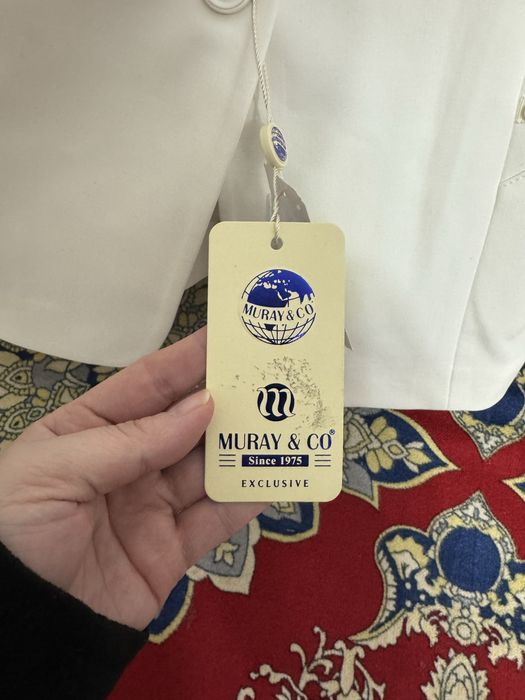 MURAY & CO
m
MURAY & CO®
Since 1975
EXCLUSIVE